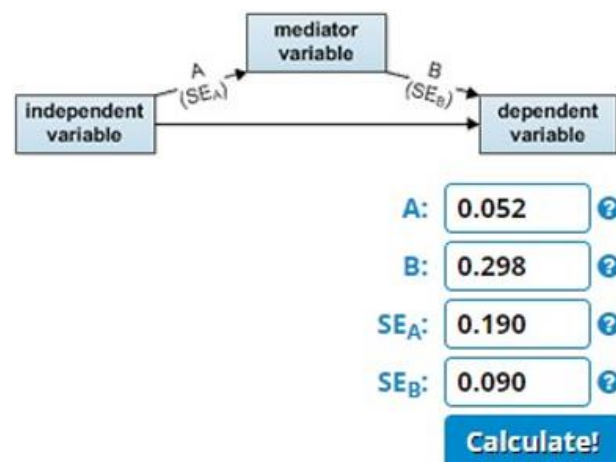 mediator
variable
A
(SEA)
B
(SEB)
independent
variable
dependent
variable
A: 0.052 ?
B: 0.298 ?
SEA: 0.190 ?
SEB: 0.090 ?
Calculate!